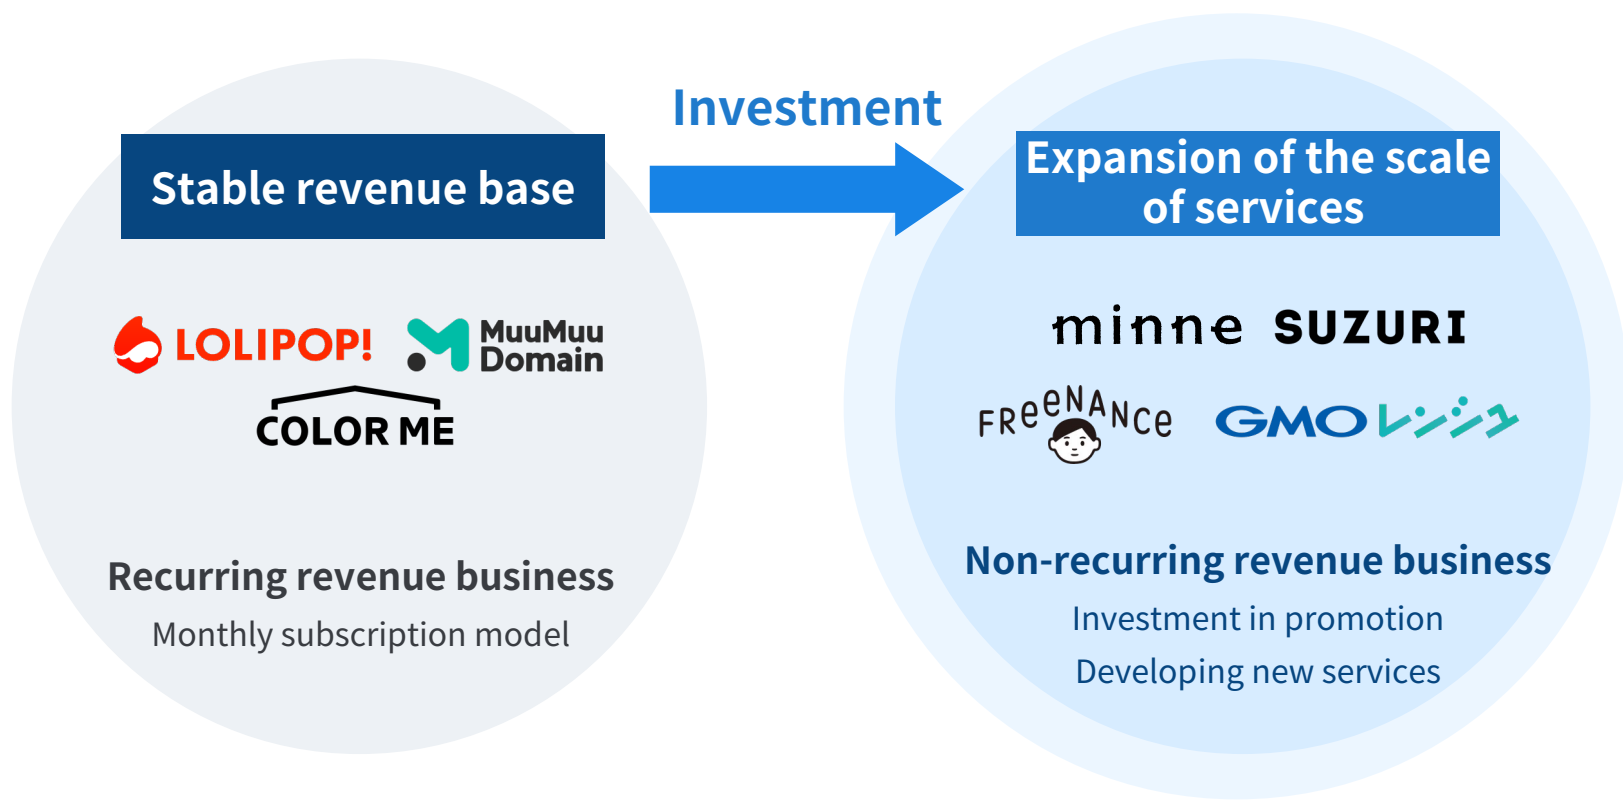 Investment
Stable revenue base
Expansion of the scale
of services
LOLIPOP!
MuuMuu
Domain
COLOR ME
minne
SUZURI
FReeNANCe
GMO レンシュ
Recurring revenue business
Monthly subscription model
Non-recurring revenue business
Investment in promotion
Developing new services